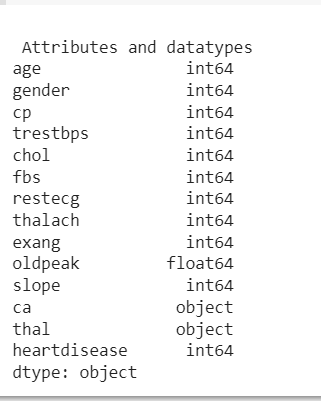 Attributes and datatypes
age int64
gender int64
cp int64
trestbps int64
chol int64
fbs int64
restecg int64
thalach int64
exang int64
oldpeak float64
slope int64
ca object
thal object
heartdisease int64
dtype: object